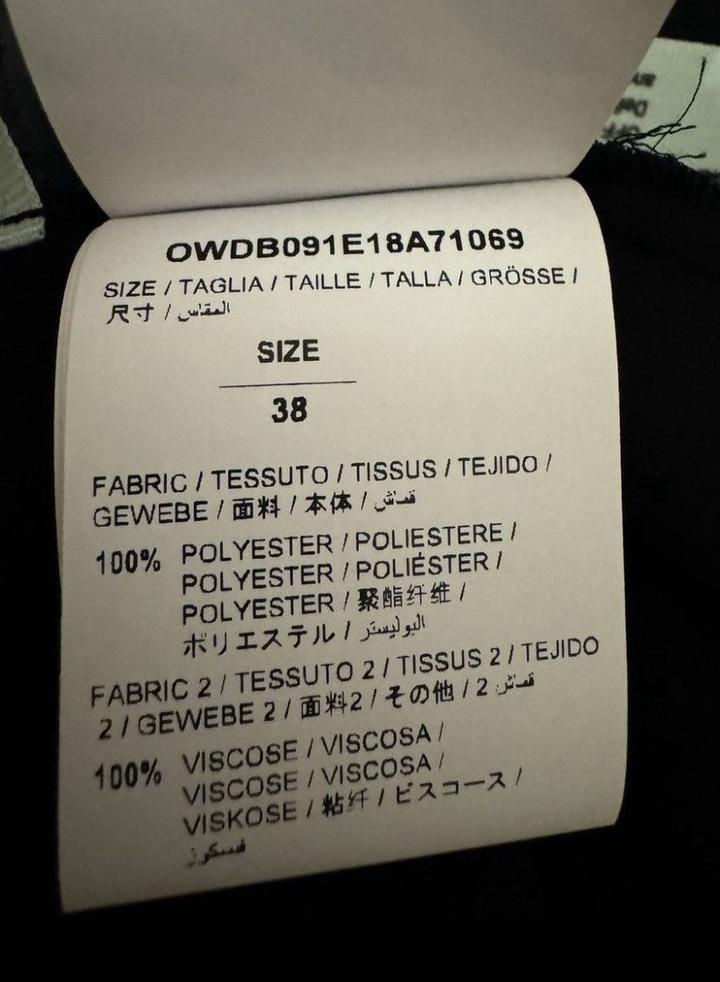 OWDB091E18A71069
SIZE / TAGLIA / TAILLE / TALLA / GRÖSSE /
尺寸 / المقاس
SIZE
38
FABRIC / TESSUTO / TISSUS / TEJIDO /
GEWEBE / 面料 / 本体 / قماش
100% POLYESTER / POLIESTERE /
POLYESTER / POLIÉSTER /
POLYESTER / 聚酯纤维 /
ポリエステル / البوليستر
FABRIC 2 / TESSUTO 2 / TISSUS 2 / TEJIDO
2 / GEWEBE 2 / 面料2 / その他 / 2 قماش
100% VISCOSE / VISCOSA /
VISCOSE / VISCOSA /
VISKOSE / 粘纤 / ビスコース /
فسكوز